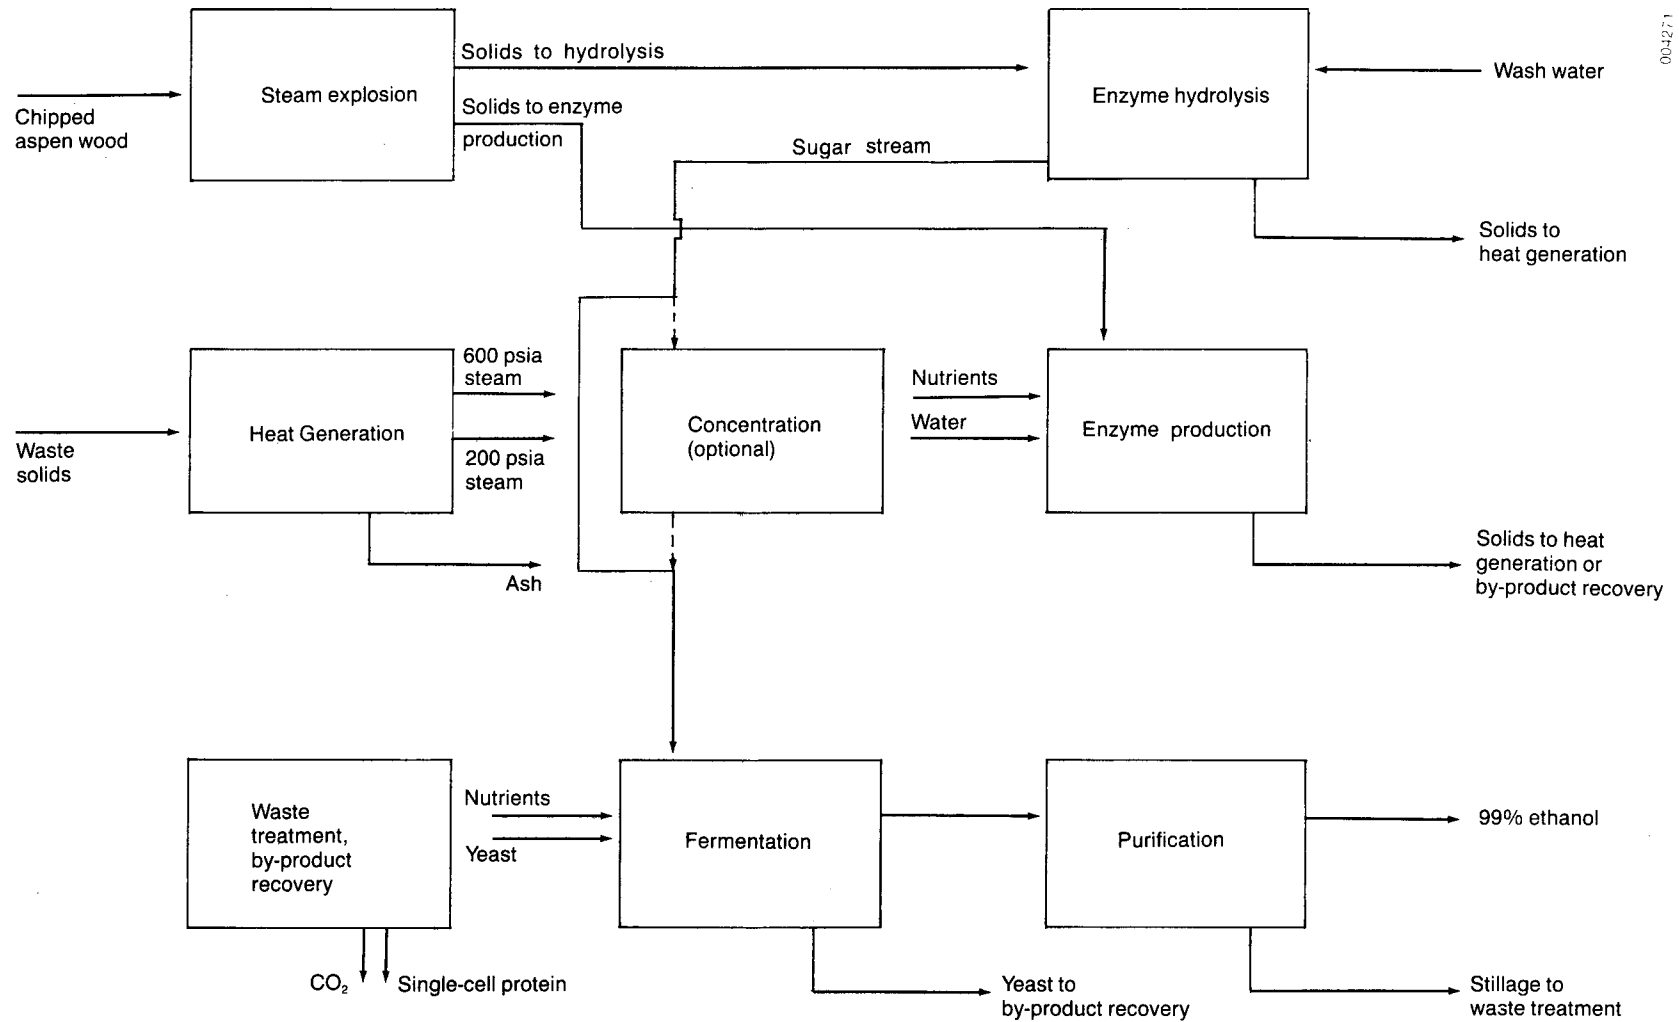 004271
Solids to hydrolysis
Steam explosion
Chipped
aspen wood
Solids to enzyme
production
Sugar stream
Enzyme hydrolysis
Wash water
Solids to
heat generation
600 psia
steam
Heat Generation
Waste
solids
200 psia
steam
Ash
Concentration
(optional)
Nutrients
Water
Enzyme production
Solids to heat
generation or
by-product recovery
Waste
treatment,
by-product
recovery
CO₂
Single-cell protein
Nutrients
Yeast
Fermentation
Purification
99% ethanol
Yeast to
by-product recovery
Stillage to
waste treatment